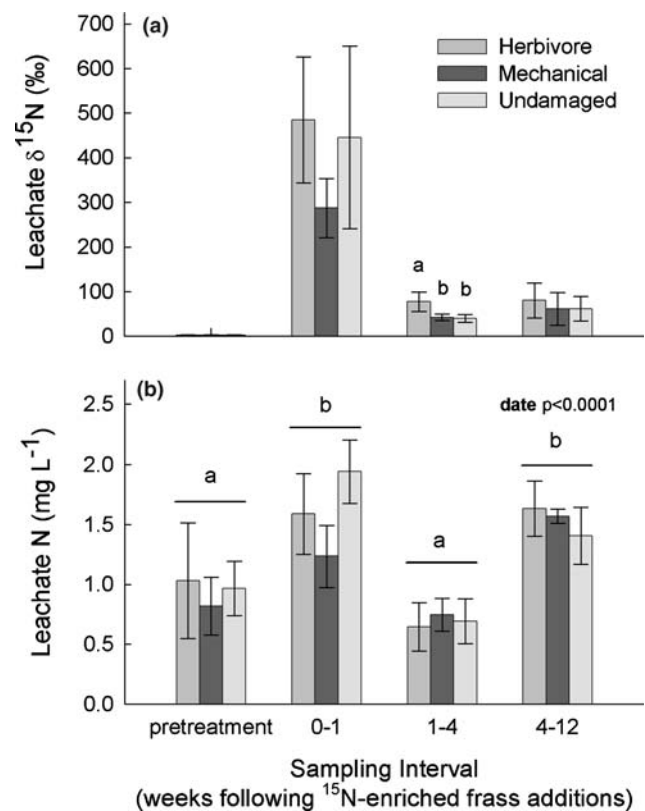 (a)
Herbivore
Mechanical
Undamaged
Leachate δ¹⁵N (‰)
700
600
500
400
300
200
100
0
a
b
b
(b)
date p<0.0001
Leachate N (mg L⁻¹)
2.5
2.0
1.5
1.0
0.5
0.0
a
b
a
b
pretreatment
0-1
1-4
4-12
Sampling Interval
(weeks following ¹⁵N-enriched frass additions)